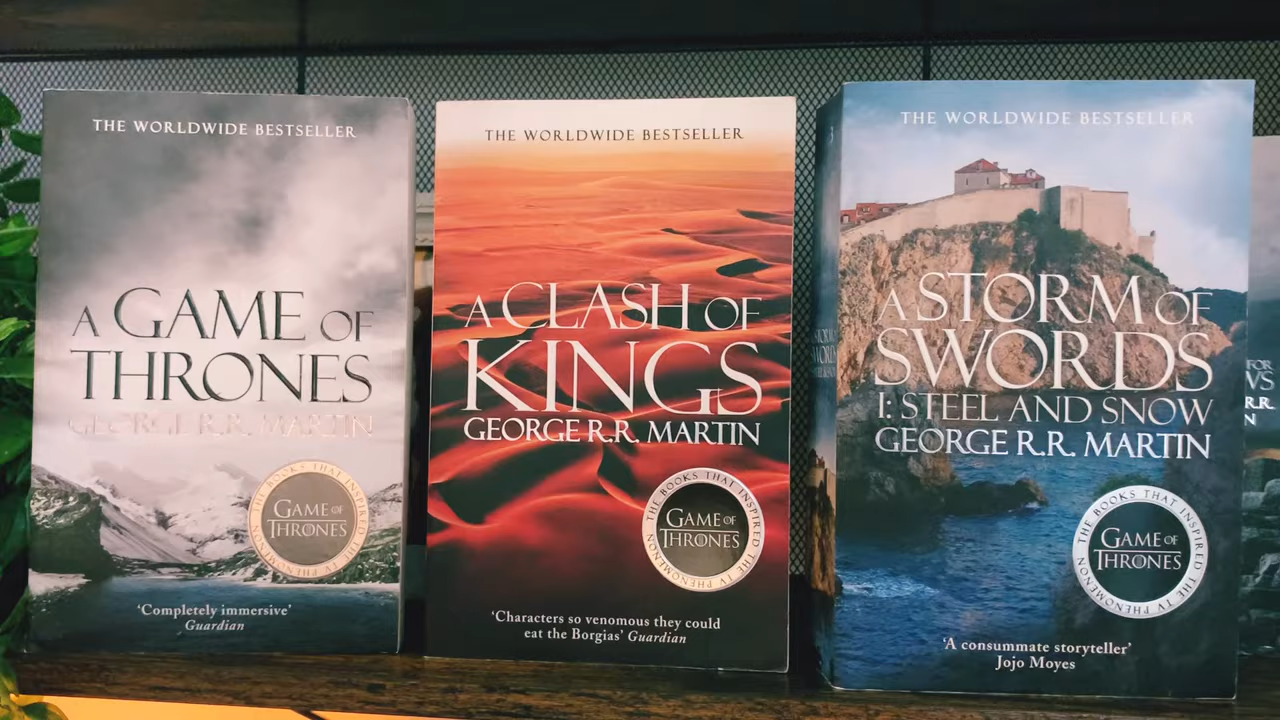 THE WORLDWIDE BESTSELLER
A GAME OF
THRONES
GEORGE R.R. MARTIN
THE BOOKS THAT INSPIRED THE TV PHENOMENON
GAME OF
THRONES
‘Completely immersive’
Guardian
THE WORLDWIDE BESTSELLER
A CLASH OF
KINGS
GEORGE R.R. MARTIN
THE BOOKS THAT INSPIRED THE TV PHENOMENON
GAME OF
THRONES
‘Characters so venomous they could
eat the Borgias’ Guardian
3
THE WORLDWIDE BESTSELLER
A STORM OF
SWORDS
I: STEEL AND SNOW
GEORGE R.R. MARTIN
THE BOOKS THAT INSPIRED THE TV PHENOMENON
GAME OF
THRONES
‘A consummate storyteller’
Jojo Moyes
FOR
WS
R.R.
N